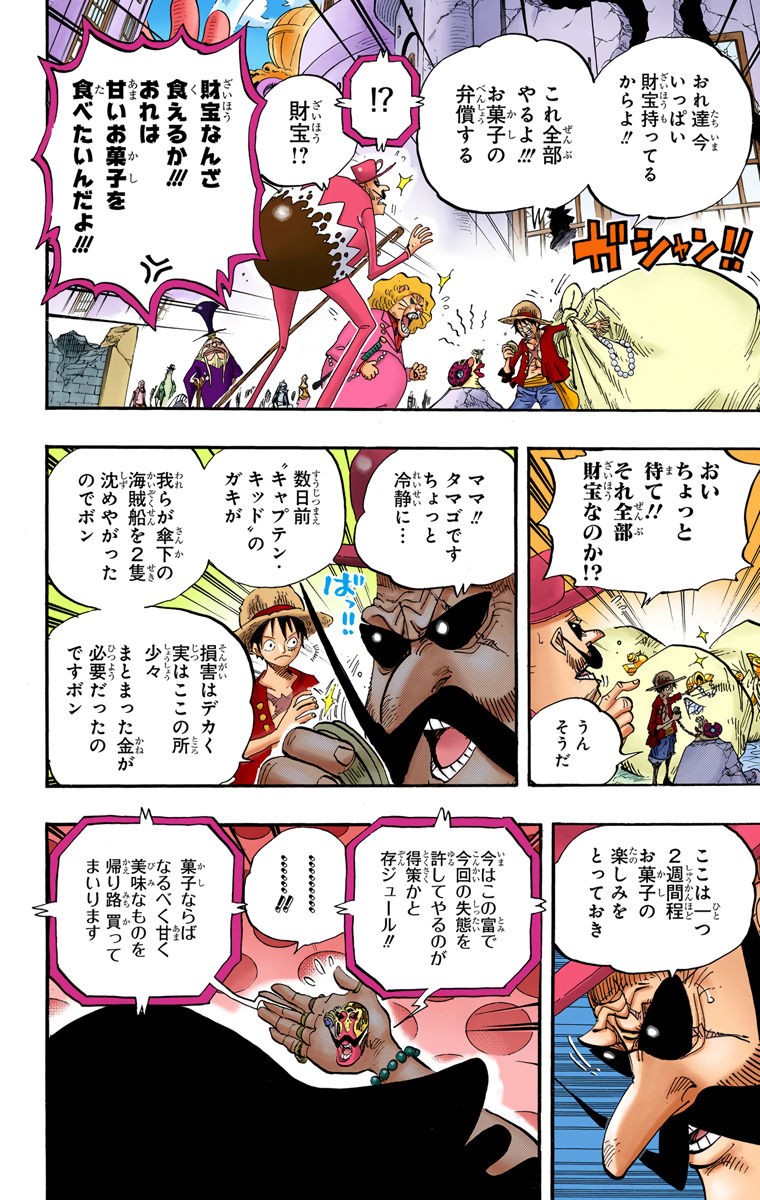 おれ達今
いっぱい
財宝持ってる
からよ!!
これ全部
やるよ!!!
お菓子の
弁償する
!?
財宝!?
財宝なんざ
食えるか!!!
おれは
甘いお菓子を
食べたいんだよ!!!
ガシャン!!
おい
ちょっと
待て!!
それ全部
財宝なのか!?
うん
そうだ
ママ!!
タマゴです
ちょっと
冷静に…
数日前
“キャプテン・
キッド”の
ガキが
我らが傘下の
海賊船を2隻
沈めやがった
のでボン
ばっ!!
損害はデカく
実はここの所
少々
まとまった金が
必要だったの
ですボン
ここは一つ
2週間程
お菓子の
楽しみを
とっておき
今はこの富で
今回の失態を
許してやるのが
得策かと
存ジュール!!
………………!!
菓子ならば
なるべく甘く
美味なものを
帰り路買って
まいります